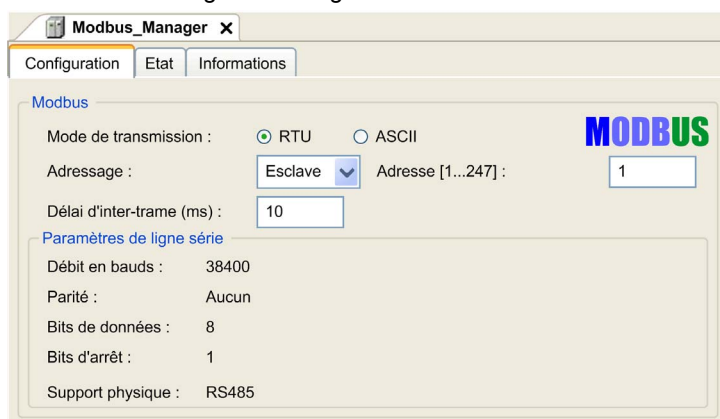 Modbus_Manager X
Configuration Etat Informations
Modbus
Mode de transmission : RTU ASCII MODBUS
Adressage : Esclave Adresse [1...247] : 1
Délai d'inter-trame (ms) : 10
Paramètres de ligne série
Débit en bauds : 38400
Parité : Aucun
Bits de données : 8
Bits d'arrêt : 1
Support physique : RS485